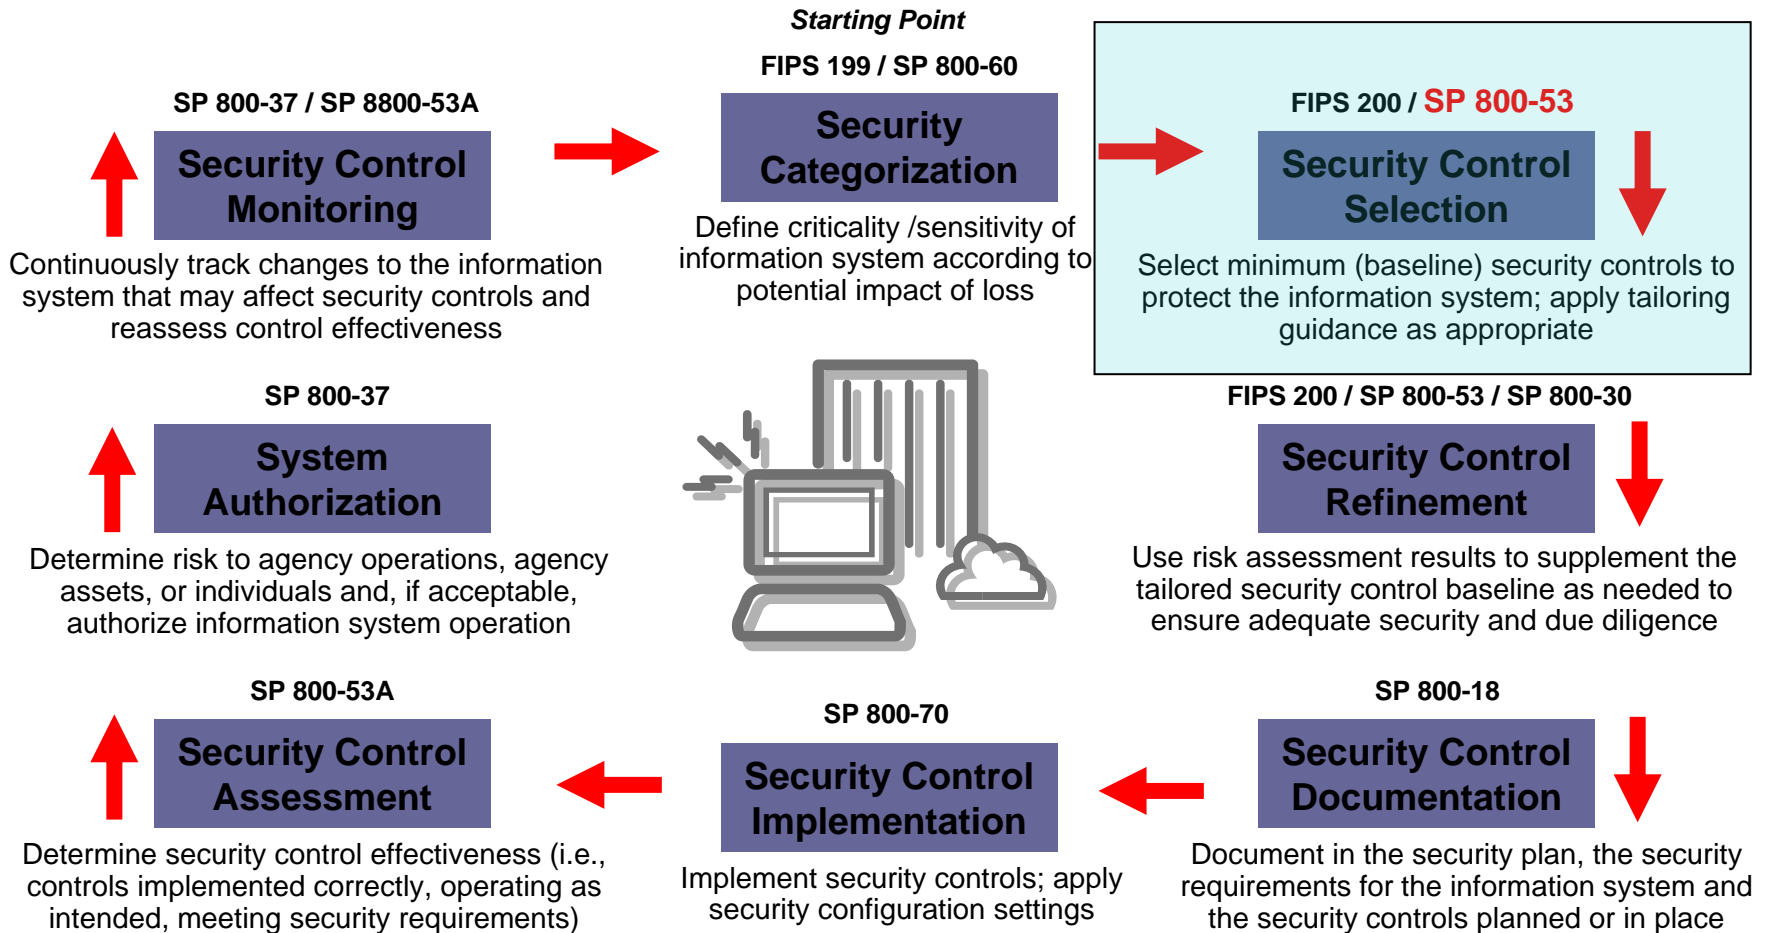 Starting Point
FIPS 199 / SP 800-60
Security
Categorization
Define criticality /sensitivity of
information system according to
potential impact of loss
FIPS 200 / SP 800-53
Security Control
Selection
Select minimum (baseline) security controls to
protect the information system; apply tailoring
guidance as appropriate
FIPS 200 / SP 800-53 / SP 800-30
Security Control
Refinement
Use risk assessment results to supplement the
tailored security control baseline as needed to
ensure adequate security and due diligence
SP 800-18
Security Control
Documentation
Document in the security plan, the security
requirements for the information system and
the security controls planned or in place
SP 800-70
Security Control
Implementation
Implement security controls; apply
security configuration settings
SP 800-53A
Security Control
Assessment
Determine security control effectiveness (i.e.,
controls implemented correctly, operating as
intended, meeting security requirements)
SP 800-37
System
Authorization
Determine risk to agency operations, agency
assets, or individuals and, if acceptable,
authorize information system operation
SP 800-37 / SP 8800-53A
Security Control
Monitoring
Continuously track changes to the information
system that may affect security controls and
reassess control effectiveness